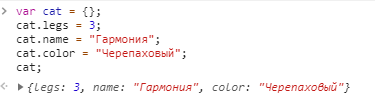 > var cat = {};
cat.legs = 3;
cat.name = "Гармония";
cat.color = "Черепаховый";
cat;
{legs: 3, name: "Гармония", color: "Черепаховый"}